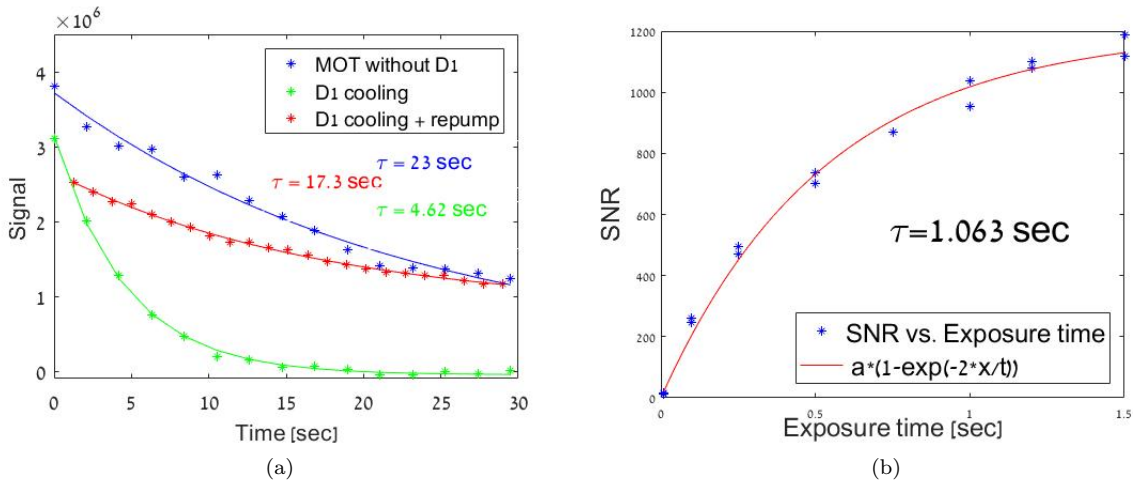 ×10⁶
4
3
2
1
0
Signal
MOT without D1
D1 cooling
D1 cooling + repump
τ = 23 sec
τ = 17.3 sec
τ = 4.62 sec
0 5 10 15 20 25 30
Time [sec]
(a)
1200
1000
800
600
400
200
0
SNR
τ=1.063 sec
SNR vs. Exposure time
a*(1-exp(-2*x/t))
0 0.5 1 1.5
Exposure time [sec]
(b)